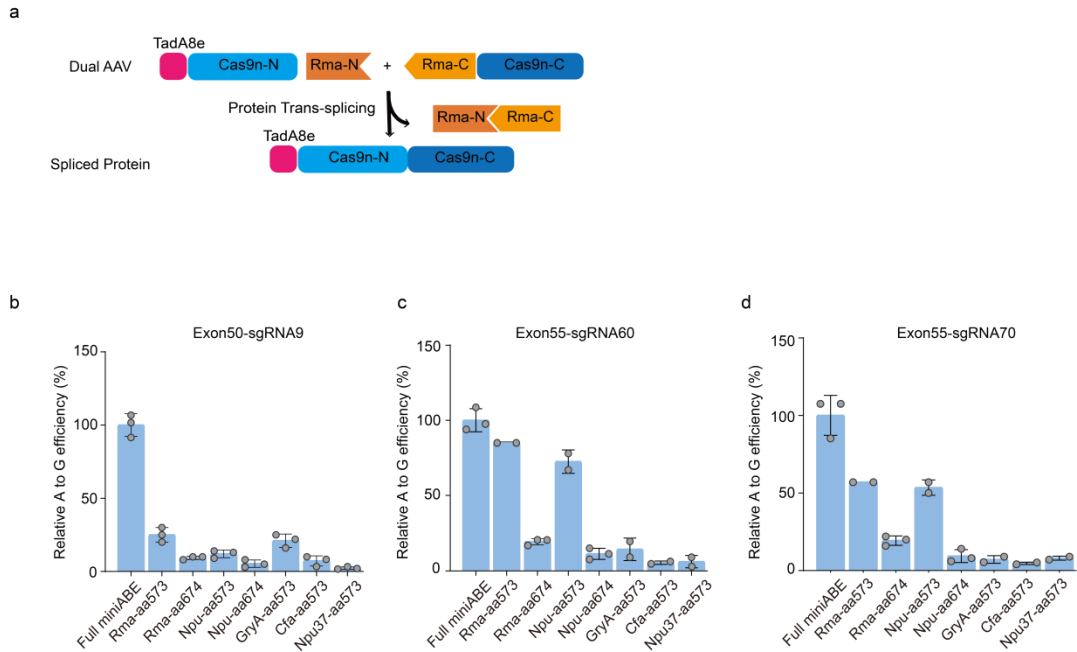 a
TadA8e
Dual AAV
Cas9n-N
Rma-N
+
Rma-C
Cas9n-C
Protein Trans-splicing
Rma-N
Rma-C
TadA8e
Spliced Protein
Cas9n-N
Cas9n-C
b
Exon50-sgRNA9
Relative A to G efficiency (%)
150
100
50
0
Full miniABE
Rma-aa573
Rma-aa674
Npu-aa573
Npu-aa674
GryA-aa573
Cfa-aa573
Npu37-aa573
c
Exon55-sgRNA60
Relative A to G efficiency (%)
150
100
50
0
Full miniABE
Rma-aa573
Rma-aa674
Npu-aa573
Npu-aa674
GryA-aa573
Cfa-aa573
Npu37-aa573
d
Exon55-sgRNA70
Relative A to G efficiency (%)
150
100
50
0
Full miniABE
Rma-aa573
Rma-aa674
Npu-aa573
Npu-aa674
GryA-aa573
Cfa-aa573
Npu37-aa573